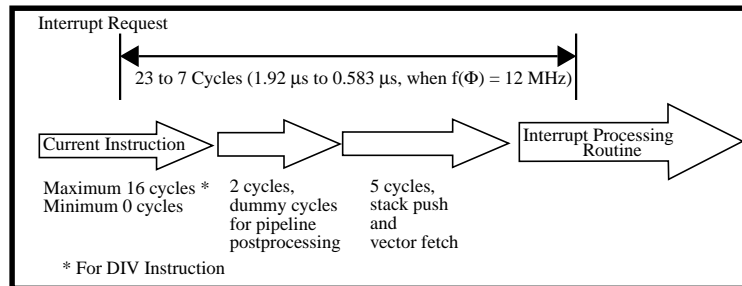 Interrupt Request
23 to 7 Cycles (1.92 μs to 0.583 μs, when f(Φ) = 12 MHz)
Current Instruction
Interrupt Processing
Routine
Maximum 16 cycles *
Minimum 0 cycles
2 cycles,
dummy cycles
for pipeline
postprocessing
5 cycles,
stack push
and
vector fetch
* For DIV Instruction